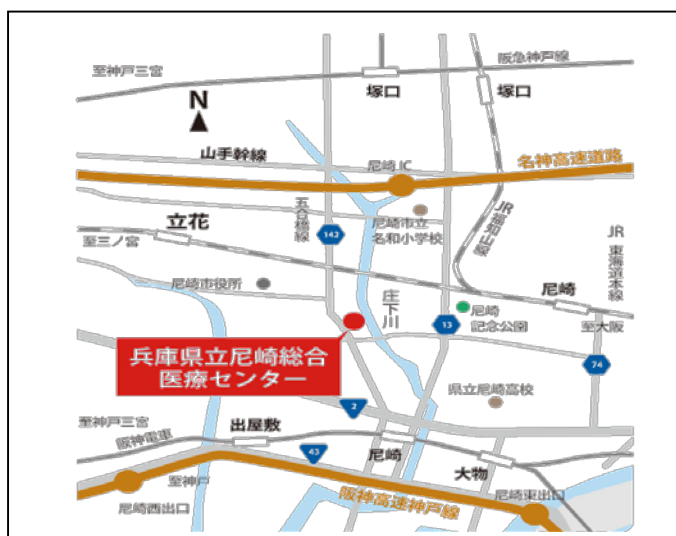 阪急神戸線
至神戸三宮
塚口
塚口
N
山手幹線
尼崎IC
名神高速道路
五合橋線
142
尼崎市立
名和小学校
JR福知山線
立花
至三ノ宮
JR
東海道本線
尼崎市役所
庄下川
尼崎
尼崎
記念公園
13
至大阪
74
兵庫県立尼崎総合
医療センター
県立尼崎高校
2
至神戸三宮
阪神電車
出屋敷
43
尼崎
大物
至神戸
尼崎西出口
阪神高速神戸線
尼崎東出口